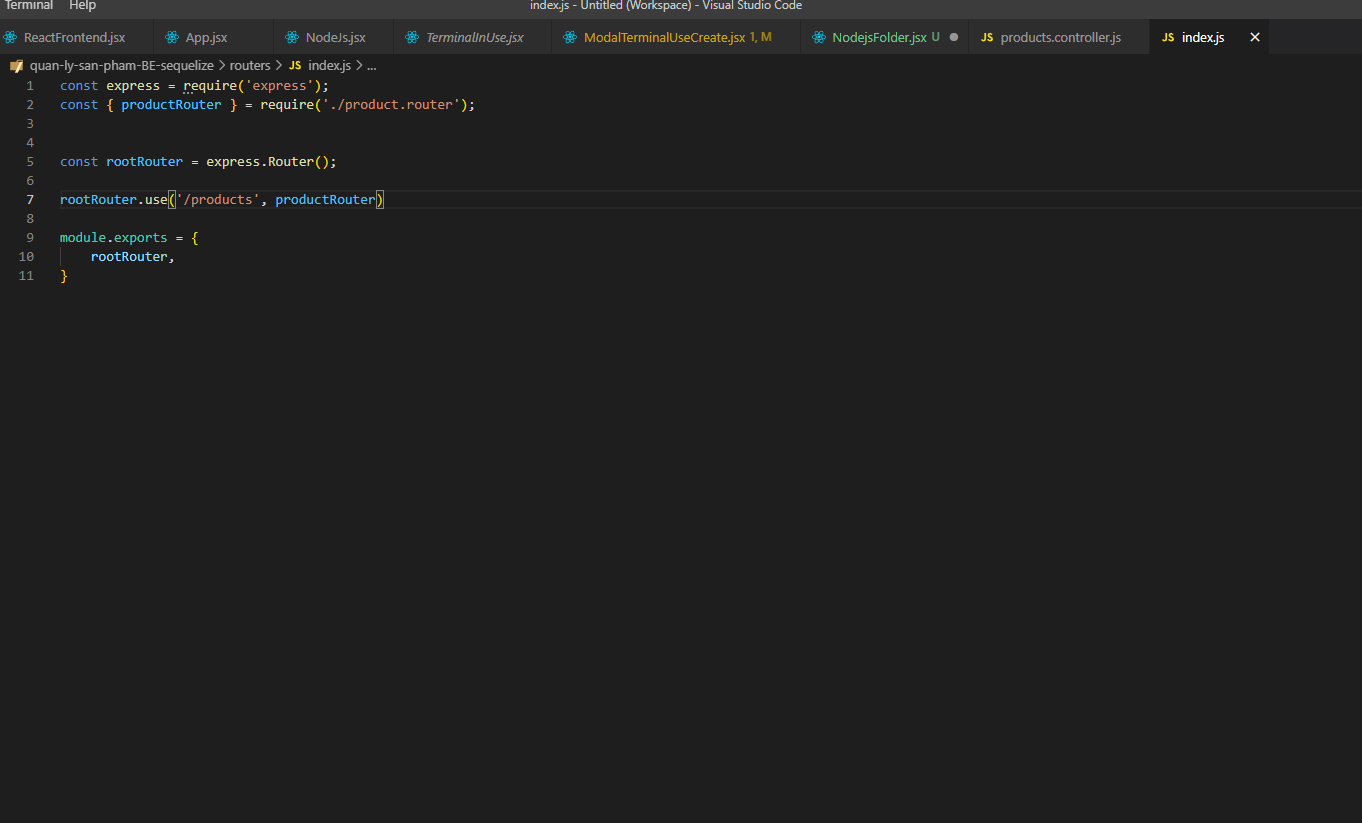 Terminal Help index.js - Untitled (Workspace) - Visual Studio Code
ReactFrontend.jsx App.jsx NodeJs.jsx TerminalInUse.jsx ModalTerminalUseCreate.jsx 1, M NodejsFolder.jsx U JS products.controller.js JS index.js
quan-ly-san-pham-BE-sequelize > routers > JS index.js > ...
1 const express = require('express');
2 const { productRouter } = require('./product.router');
3
4
5 const rootRouter = express.Router();
6
7 rootRouter.use('/products', productRouter)
8
9 module.exports = {
10 rootRouter,
11 }